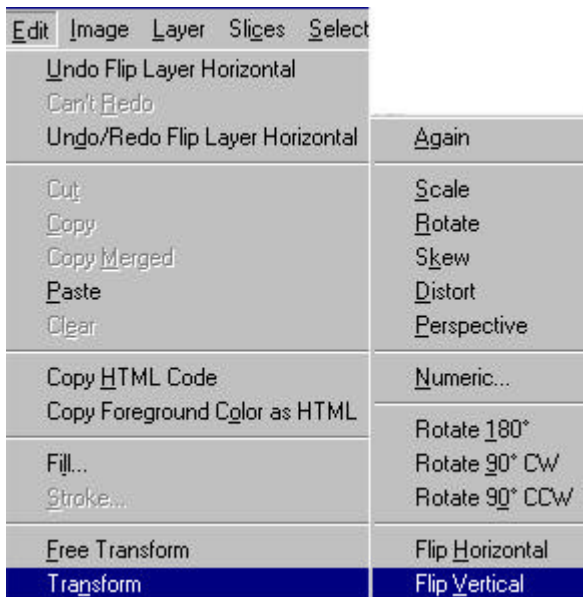 Edit Image Layer Slices Select
Undo Flip Layer Horizontal
Can't Redo
Undo/Redo Flip Layer Horizontal
Cut
Copy
Copy Merged
Paste
Clear
Copy HTML Code
Copy Foreground Color as HTML
Fill...
Stroke...
Free Transform
Transform
Again
Scale
Rotate
Skew
Distort
Perspective
Numeric...
Rotate 180°
Rotate 90° CW
Rotate 90° CCW
Flip Horizontal
Flip Vertical